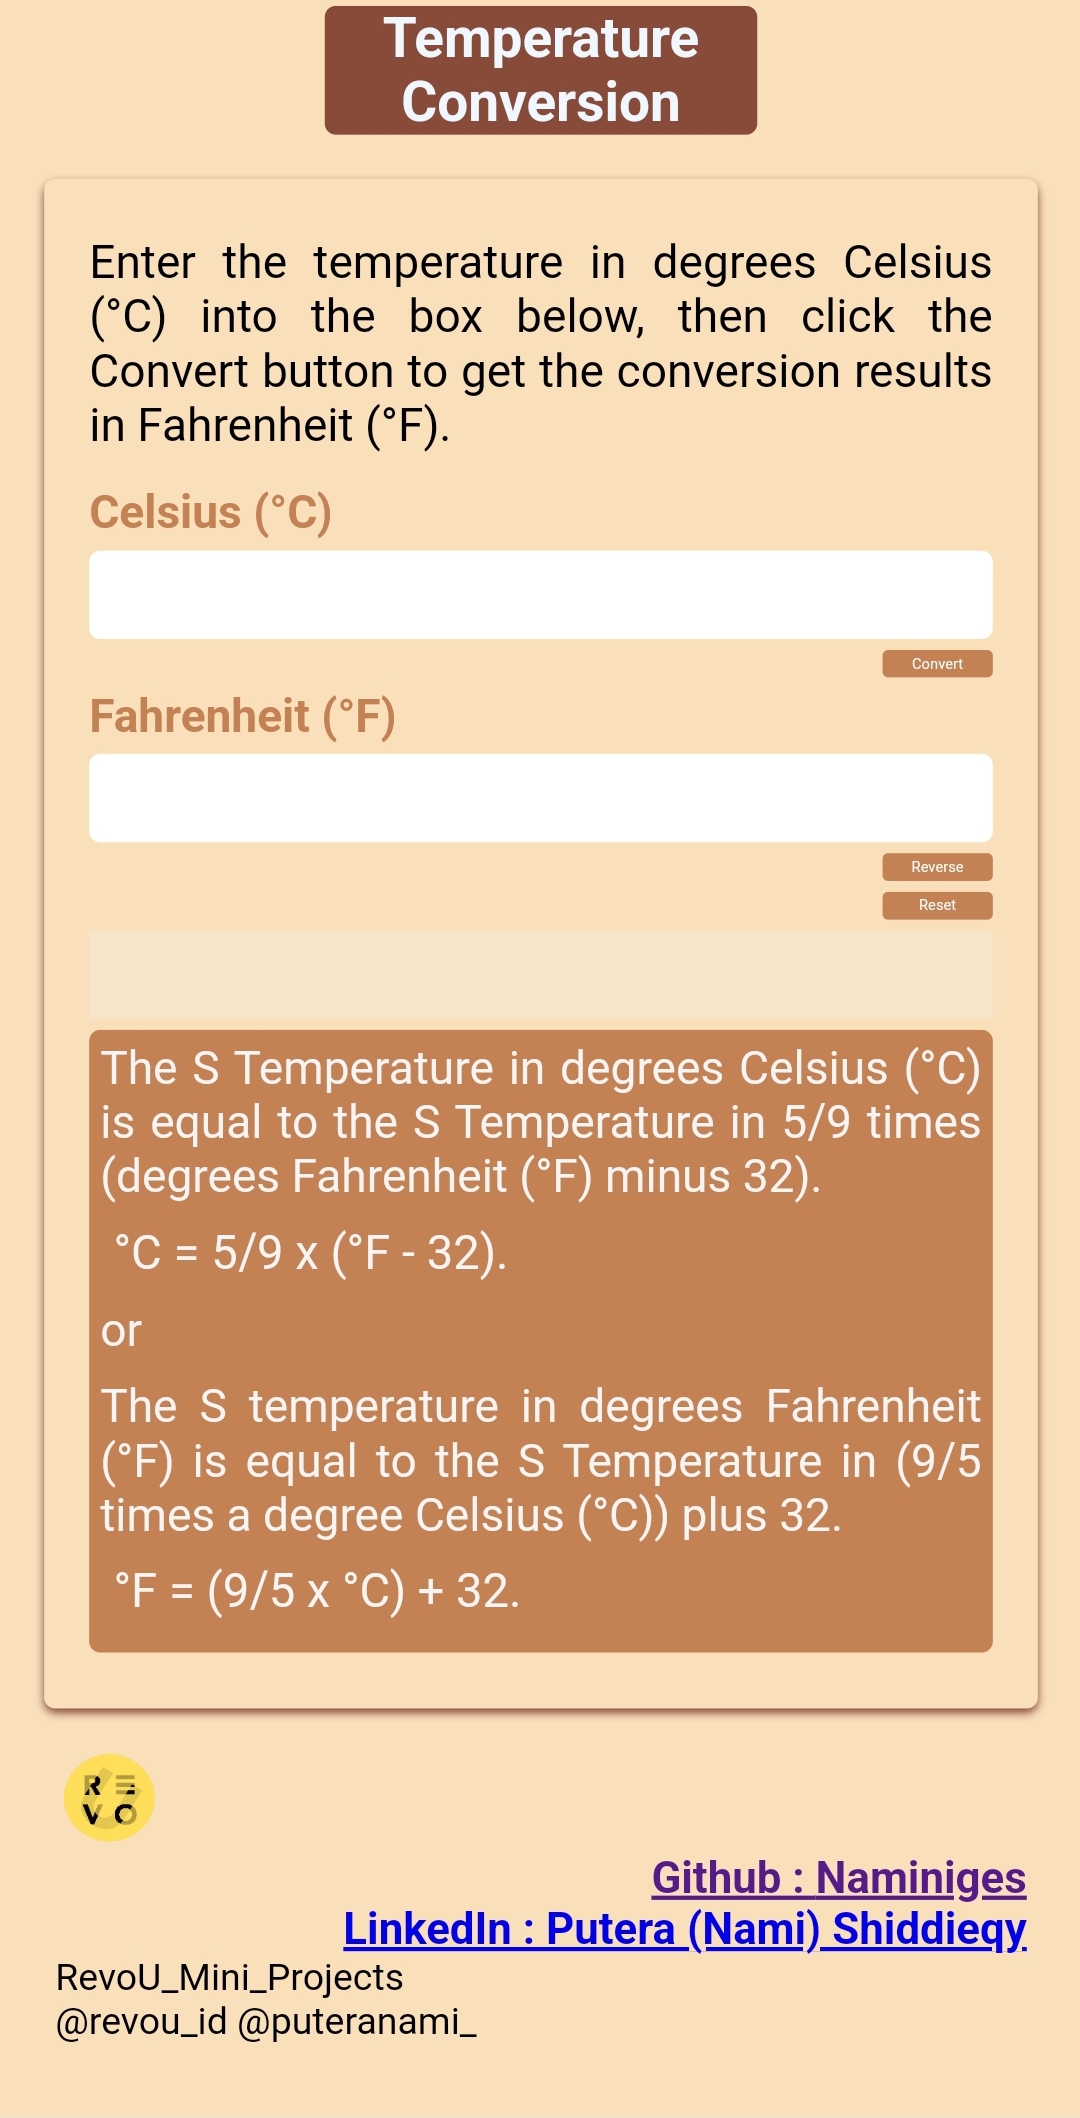 Temperature
Conversion
Enter the temperature in degrees Celsius
(°C) into the box below, then click the
Convert button to get the conversion results
in Fahrenheit (°F).
Celsius (°C)
Convert
Fahrenheit (°F)
Reverse
Reset
The S Temperature in degrees Celsius (°C)
is equal to the S Temperature in 5/9 times
(degrees Fahrenheit (°F) minus 32).
°C = 5/9 x (°F - 32).
or
The S temperature in degrees Fahrenheit
(°F) is equal to the S Temperature in (9/5
times a degree Celsius (°C)) plus 32.
°F = (9/5 x °C) + 32.
RE
VO
Github : Naminiges
LinkedIn : Putera (Nami) Shiddieqy
RevoU_Mini_Projects
@revou_id @puteranami_